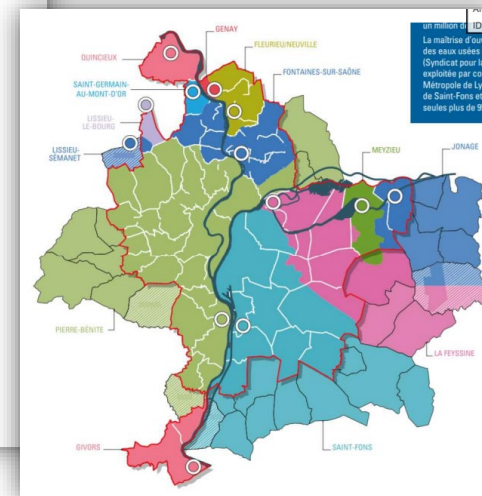 GENAY
QUINCIEUX
FLEURIEU/NEUVILLE
SAINT-GERMAIN-
AU-MONT-D'OR
FONTAINES-SUR-SAÔNE
LISSIEU-
LE-BOURG
LISSIEU-
SÉMANET
MEYZIEU
JONAGE
PIERRE-BÉNITE
LA FEYSSINE
GIVORS
SAINT-FONS
un million de
La maîtrise d'ou
des eaux usées
(Syndicat pour la
exploitée par co
Métropole de Ly
de Saint-Fons et
seules plus de 9